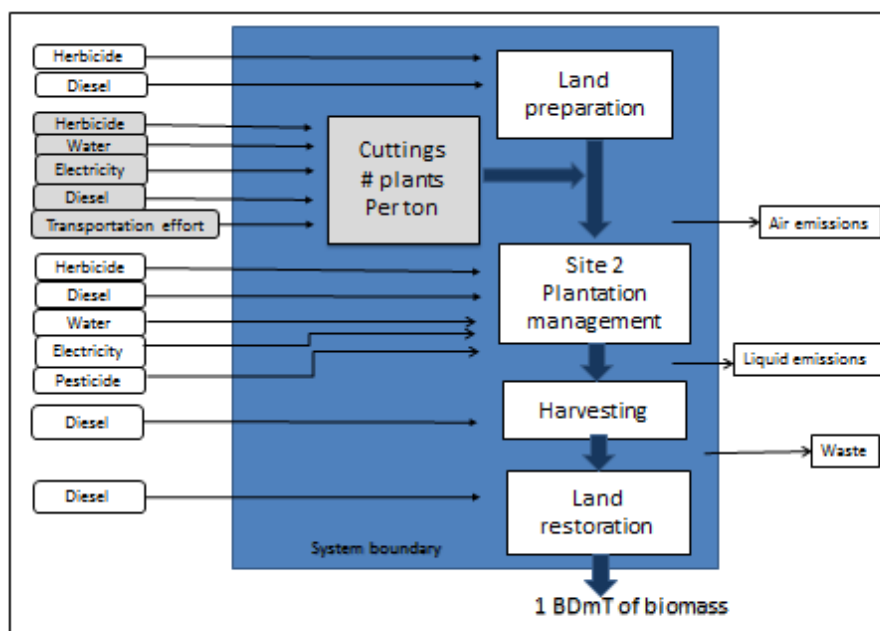 Herbicide
Diesel
Land
preparation
Herbicide
Water
Electricity
Diesel
Transportation effort
Cuttings
# plants
Per ton
Air emissions
Herbicide
Diesel
Water
Electricity
Pesticide
Site 2
Plantation
management
Liquid emissions
Diesel
Harvesting
Waste
Diesel
Land
restoration
System boundary
1 BDmT of biomass